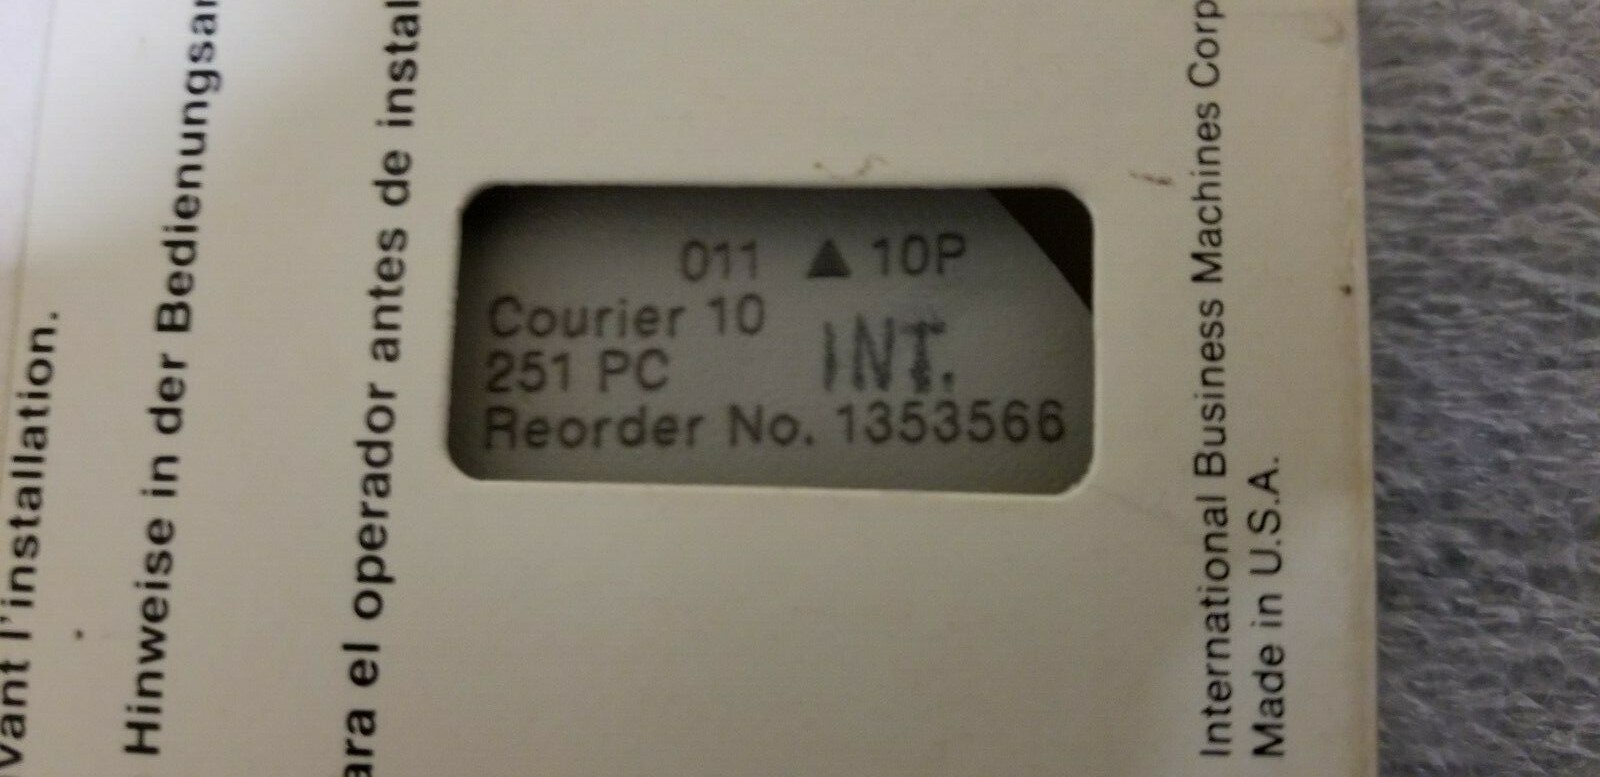 vant l'installation.
Hinweise in der Bedienungsan
ara el operador antes de instal
011 ▲ 10P
Courier 10
251 PC INT.
Reorder No. 1353566
International Business Machines Corp
Made in U.S.A.